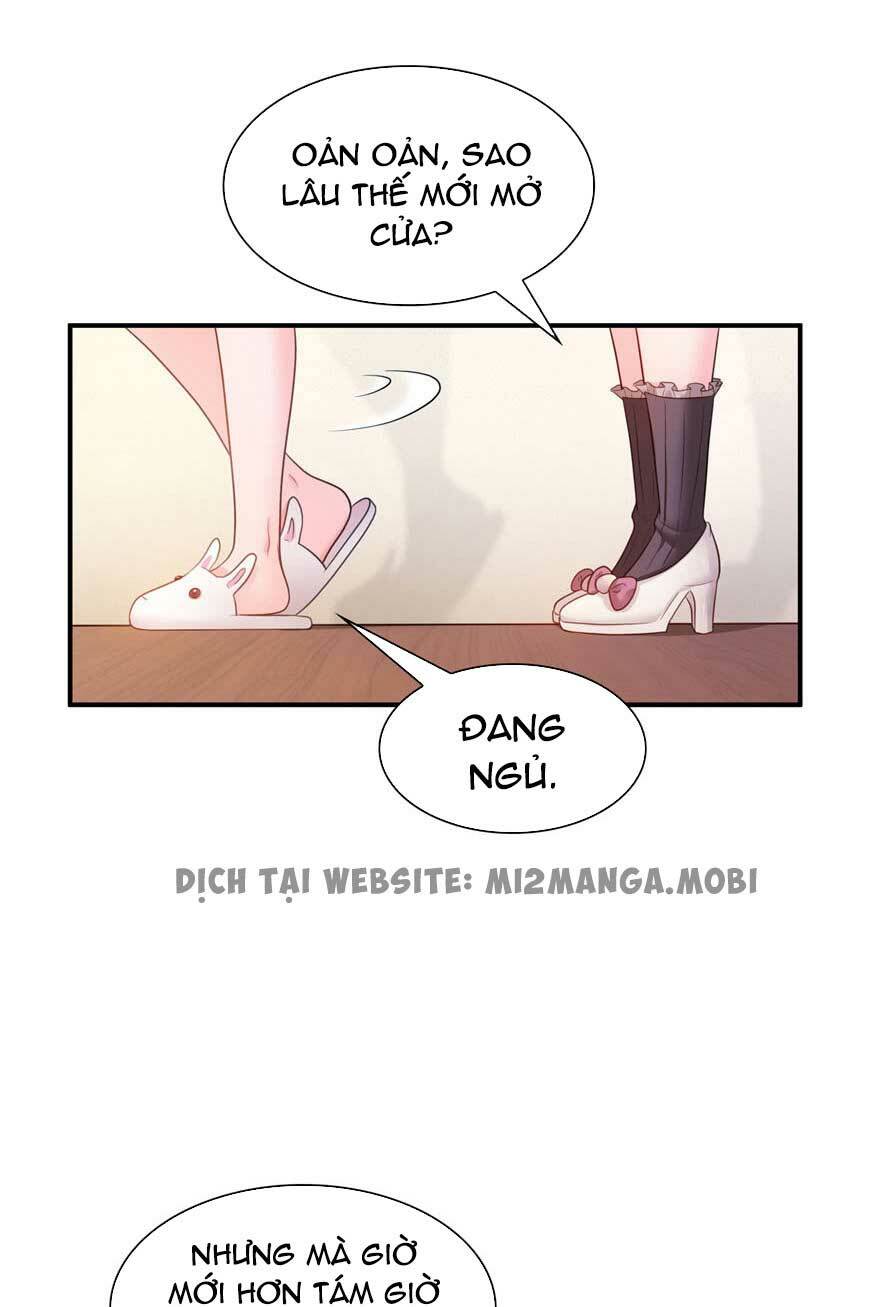 OẢN OẢN, SAO
LÂU THẾ MỚI MỞ
CỬA?
ĐANG
NGỦ.
DỊCH TẠI WEBSITE: MI2MANGA.MOBI
NHƯNG MÀ GIỜ
MỚI HƠN TÁM GIỜ